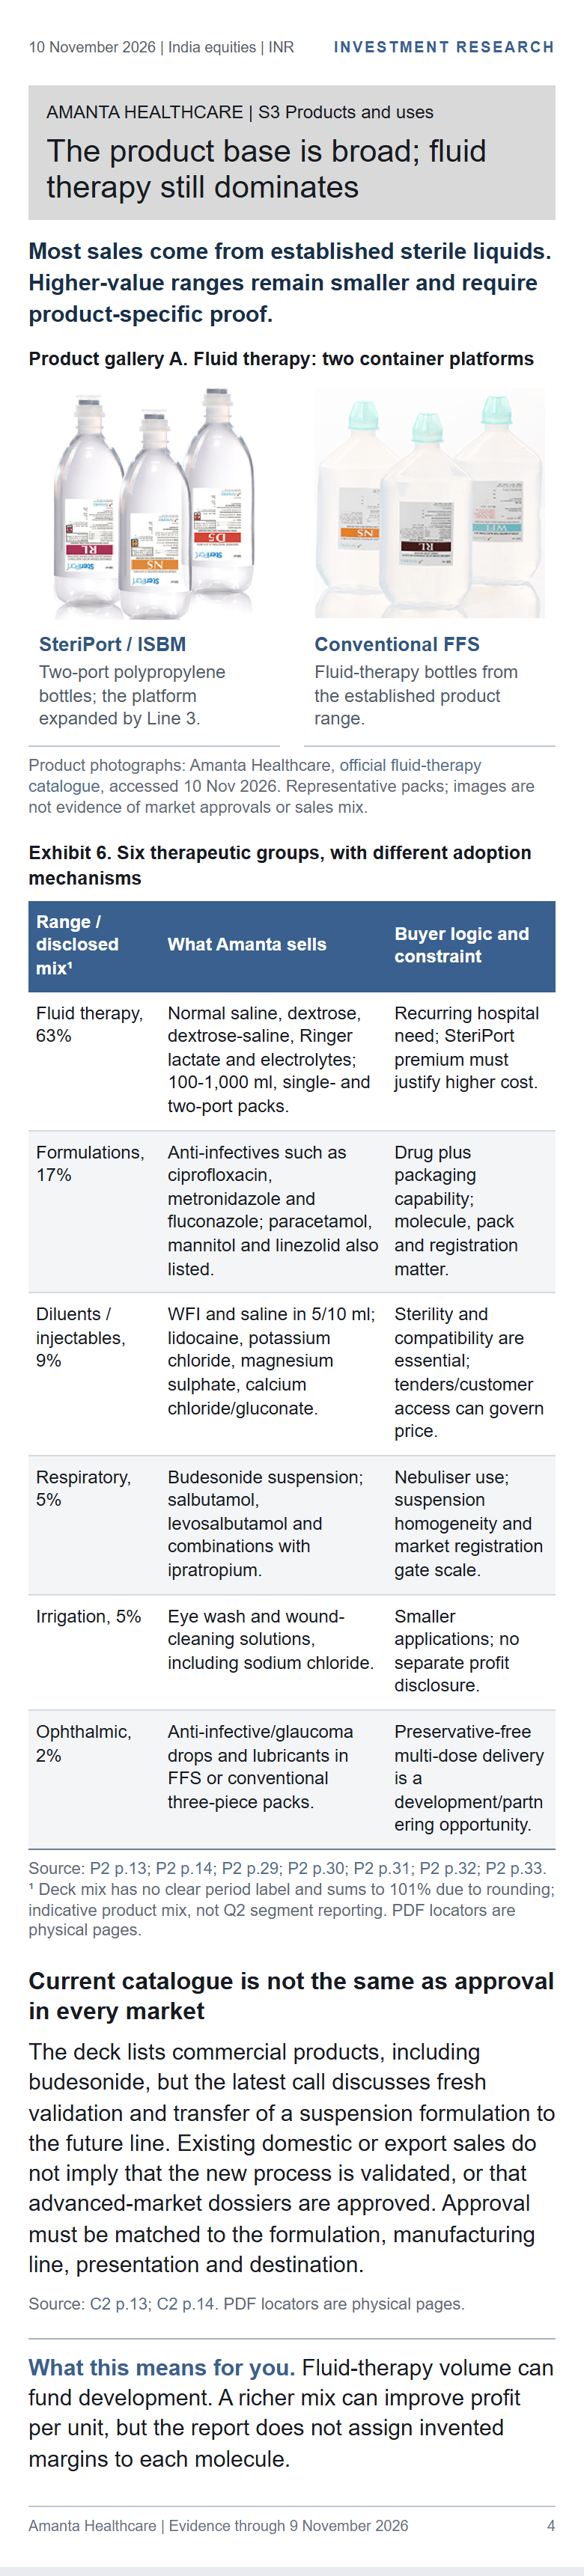 10 November 2026 | India equities | INR
INVESTMENT RESEARCH
AMANTA HEALTHCARE | S3 Products and uses
The product base is broad; fluid
therapy still dominates
Most sales come from established sterile liquids.
Higher-value ranges remain smaller and require
product-specific proof.
Product gallery A. Fluid therapy: two container platforms
RL
SteriPort
NS
SteriPort
D5
SteriPort
NS
RL
WFI
SteriPort / ISBM
Two-port polypropylene
bottles; the platform
expanded by Line 3.
Conventional FFS
Fluid-therapy bottles from
the established product
range.
Product photographs: Amanta Healthcare, official fluid-therapy
catalogue, accessed 10 Nov 2026. Representative packs; images are
not evidence of market approvals or sales mix.
Exhibit 6. Six therapeutic groups, with different adoption
mechanisms
Range /
disclosed
mix¹
What Amanta sells
Buyer logic and
constraint
Fluid therapy,
63%
Normal saline, dextrose,
dextrose-saline, Ringer
lactate and electrolytes;
100-1,000 ml, single- and
two-port packs.
Recurring hospital
need; SteriPort
premium must
justify higher cost.
Formulations,
17%
Anti-infectives such as
ciprofloxacin,
metronidazole and
fluconazole; paracetamol,
mannitol and linezolid also
listed.
Drug plus
packaging
capability;
molecule, pack
and registration
matter.
Diluents /
injectables,
9%
WFI and saline in 5/10 ml;
lidocaine, potassium
chloride, magnesium
sulphate, calcium
chloride/gluconate.
Sterility and
compatibility are
essential;
tenders/customer
access can govern
price.
Respiratory,
5%
Budesonide suspension;
salbutamol,
levosalbutamol and
combinations with
ipratropium.
Nebuliser use;
suspension
homogeneity and
market registration
gate scale.
Irrigation, 5%
Eye wash and wound-
cleaning solutions,
including sodium chloride.
Smaller
applications; no
separate profit
disclosure.
Ophthalmic,
2%
Anti-infective/glaucoma
drops and lubricants in
FFS or conventional
three-piece packs.
Preservative-free
multi-dose delivery
is a
development/partn
ering opportunity.
Source: P2 p.13; P2 p.14; P2 p.29; P2 p.30; P2 p.31; P2 p.32; P2 p.33.
¹ Deck mix has no clear period label and sums to 101% due to rounding;
indicative product mix, not Q2 segment reporting. PDF locators are
physical pages.
Current catalogue is not the same as approval
in every market
The deck lists commercial products, including
budesonide, but the latest call discusses fresh
validation and transfer of a suspension formulation to
the future line. Existing domestic or export sales do
not imply that the new process is validated, or that
advanced-market dossiers are approved. Approval
must be matched to the formulation, manufacturing
line, presentation and destination.
Source: C2 p.13; C2 p.14. PDF locators are physical pages.
What this means for you. Fluid-therapy volume can
fund development. A richer mix can improve profit
per unit, but the report does not assign invented
margins to each molecule.
Amanta Healthcare | Evidence through 9 November 2026
4